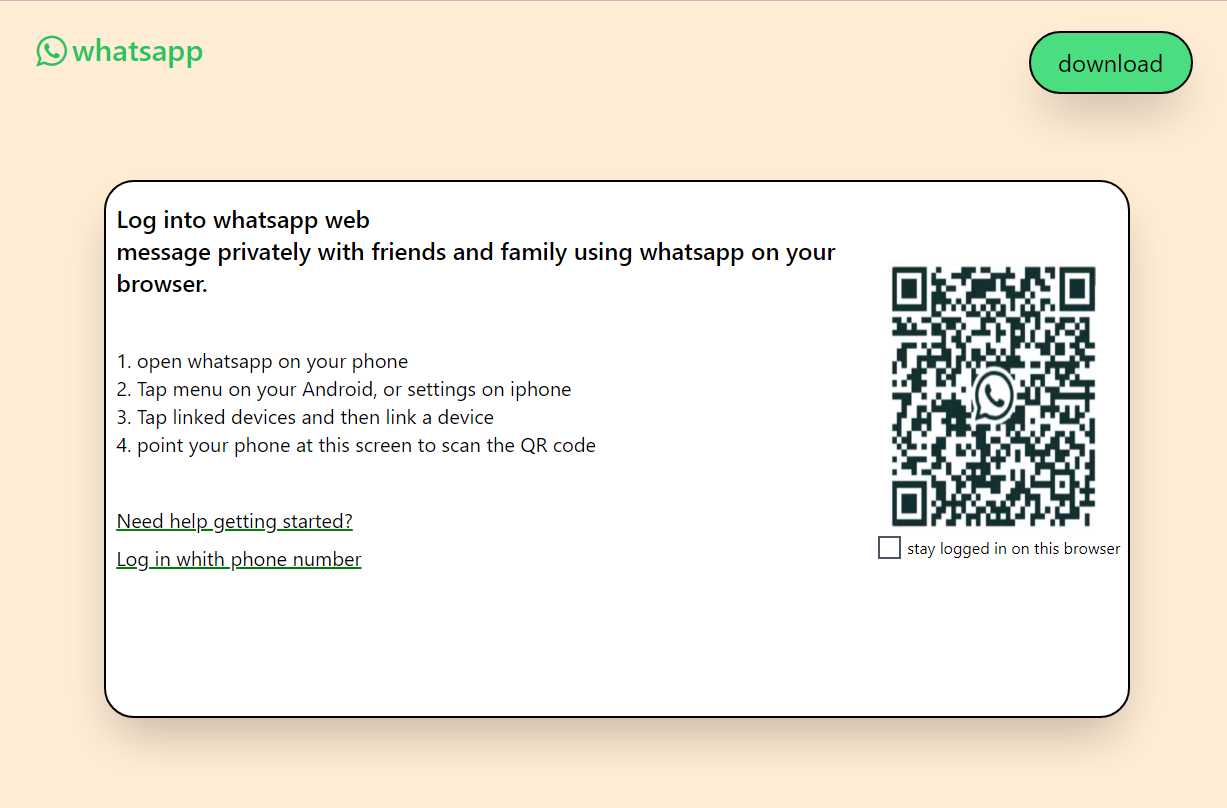 whatsapp
download
Log into whatsapp web
message privately with friends and family using whatsapp on your
browser.
1. open whatsapp on your phone
2. Tap menu on your Android, or settings on iphone
3. Tap linked devices and then link a device
4. point your phone at this screen to scan the QR code
Need help getting started?
Log in whith phone number
stay logged in on this browser